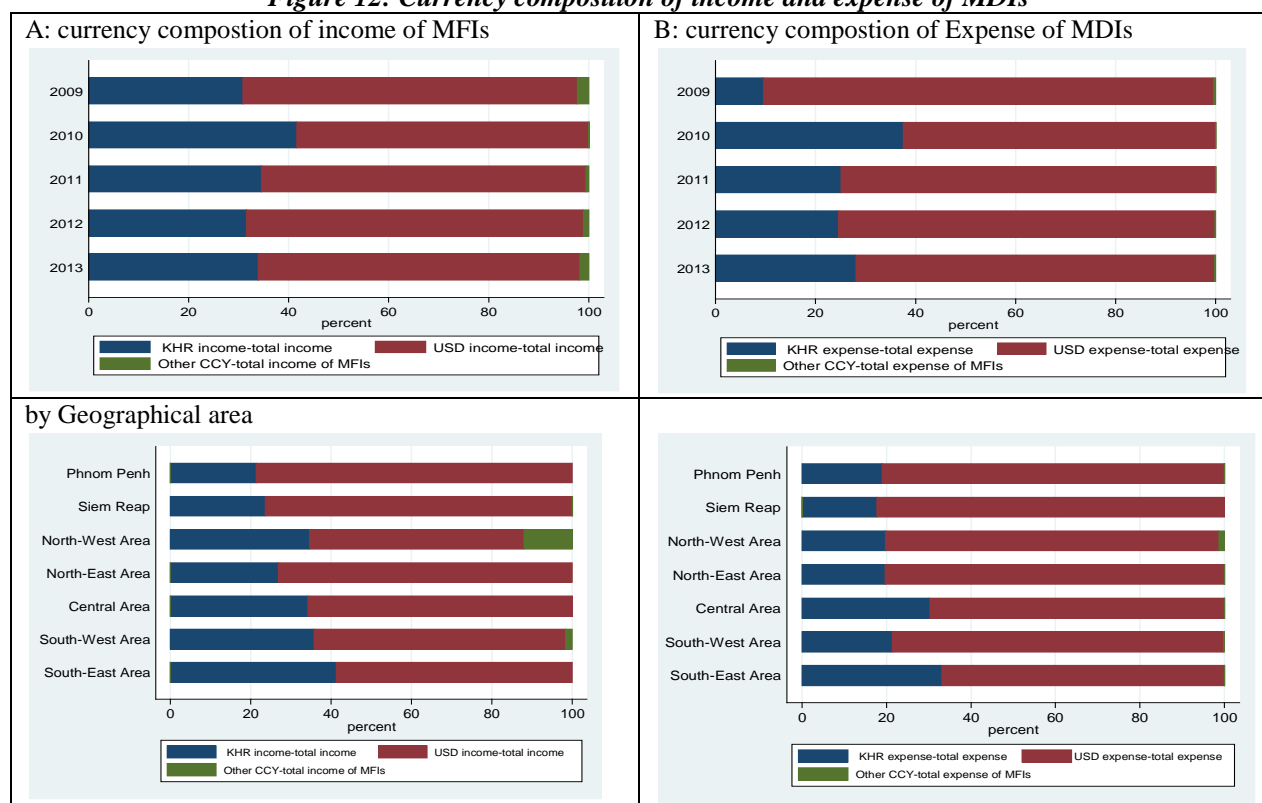 Figure 12: Currency composition of income and expense of MDIs
A: currency compostion of income of MFIs
2009
2010
2011
2012
2013
0 20 40 60 80 100
percent
KHR income-total income USD income-total income
Other CCY-total income of MFIs
B: currency compostion of Expense of MDIs
2009
2010
2011
2012
2013
0 20 40 60 80 100
percent
KHR expense-total expense USD expense-total expense
Other CCY-total expense of MFIs
by Geographical area
Phnom Penh
Siem Reap
North-West Area
North-East Area
Central Area
South-West Area
South-East Area
0 20 40 60 80 100
percent
KHR income-total income USD income-total income
Other CCY-total income of MFIs
Phnom Penh
Siem Reap
North-West Area
North-East Area
Central Area
South-West Area
South-East Area
0 20 40 60 80 100
percent
KHR expense-total expense USD expense-total expense
Other CCY-total expense of MFIs